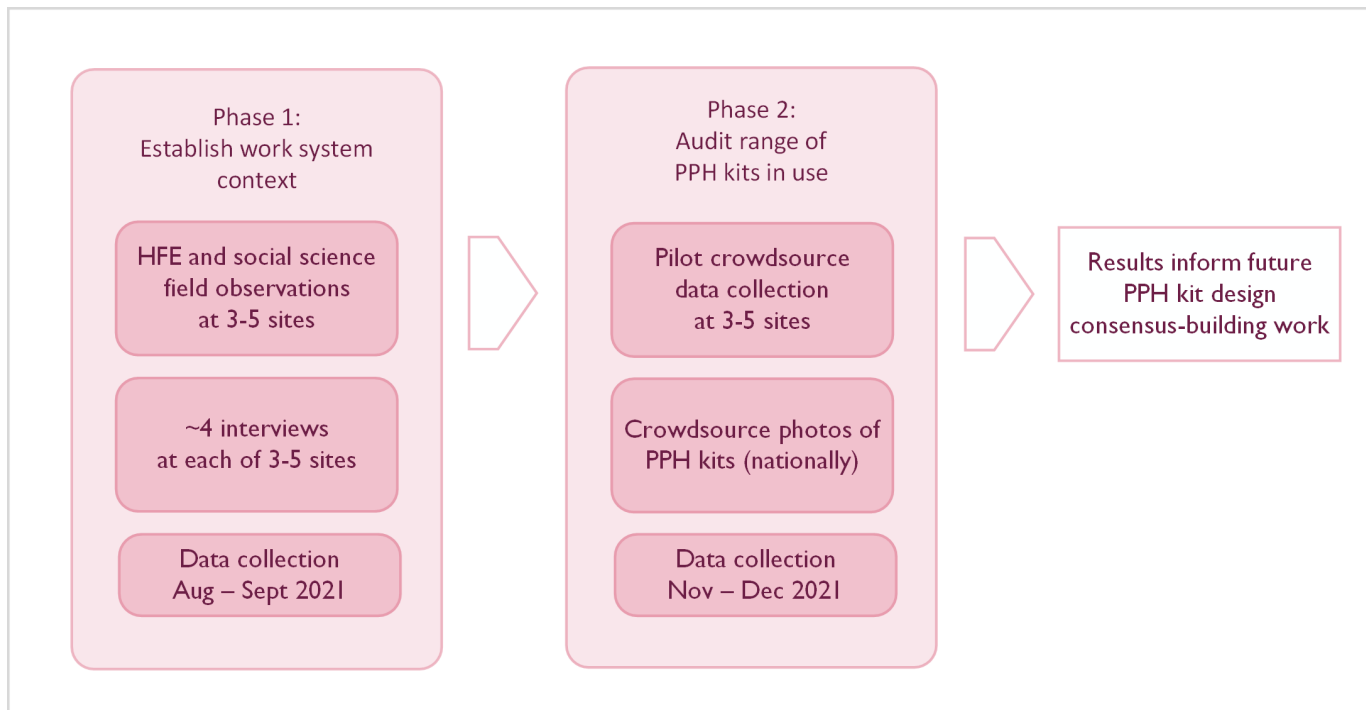 Phase 1:
Establish work system
context
HFE and social science
field observations
at 3-5 sites
~4 interviews
at each of 3-5 sites
Data collection
Aug – Sept 2021
Phase 2:
Audit range of
PPH kits in use
Pilot crowdsource
data collection
at 3-5 sites
Crowdsource photos of
PPH kits (nationally)
Data collection
Nov – Dec 2021
Results inform future
PPH kit design
consensus-building work